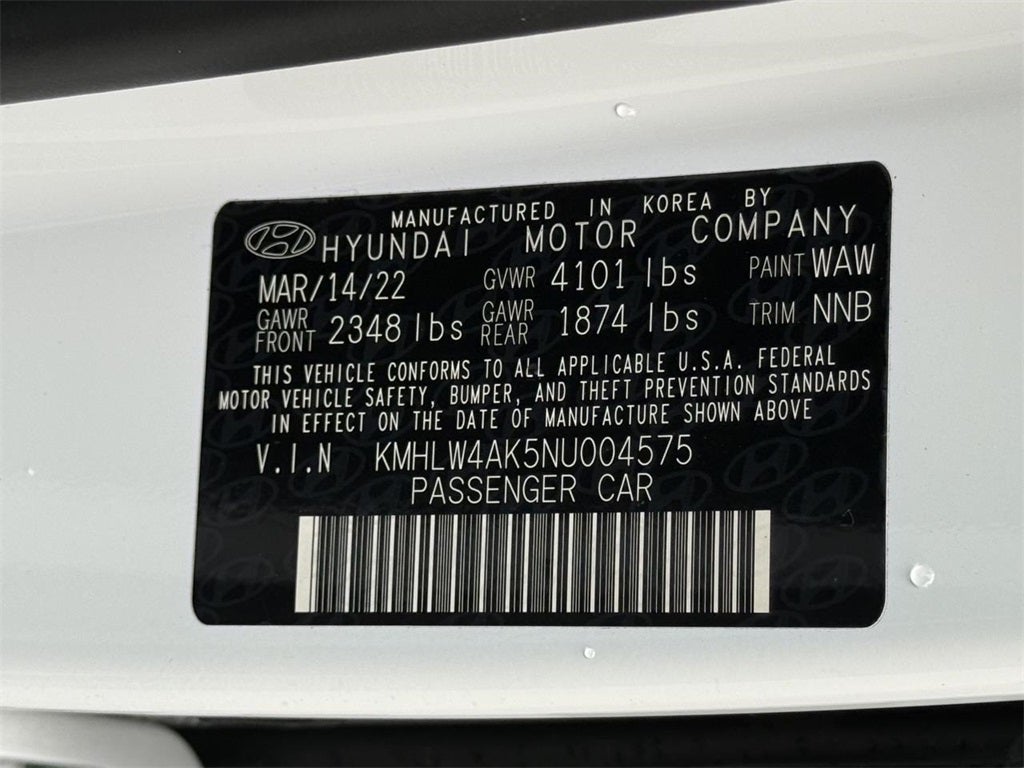 MANUFACTURED IN KOREA BY
HYUNDAI MOTOR COMPANY
MAR/14/22 GVWR 4101 lbs PAINT WAW
GAWR FRONT 2348 lbs GAWR REAR 1874 lbs TRIM NNB
THIS VEHICLE CONFORMS TO ALL APPLICABLE U.S.A. FEDERAL
MOTOR VEHICLE SAFETY, BUMPER, AND THEFT PREVENTION STANDARDS
IN EFFECT ON THE DATE OF MANUFACTURE SHOWN ABOVE
V.I.N KMHLW4AK5NU004575
PASSENGER CAR